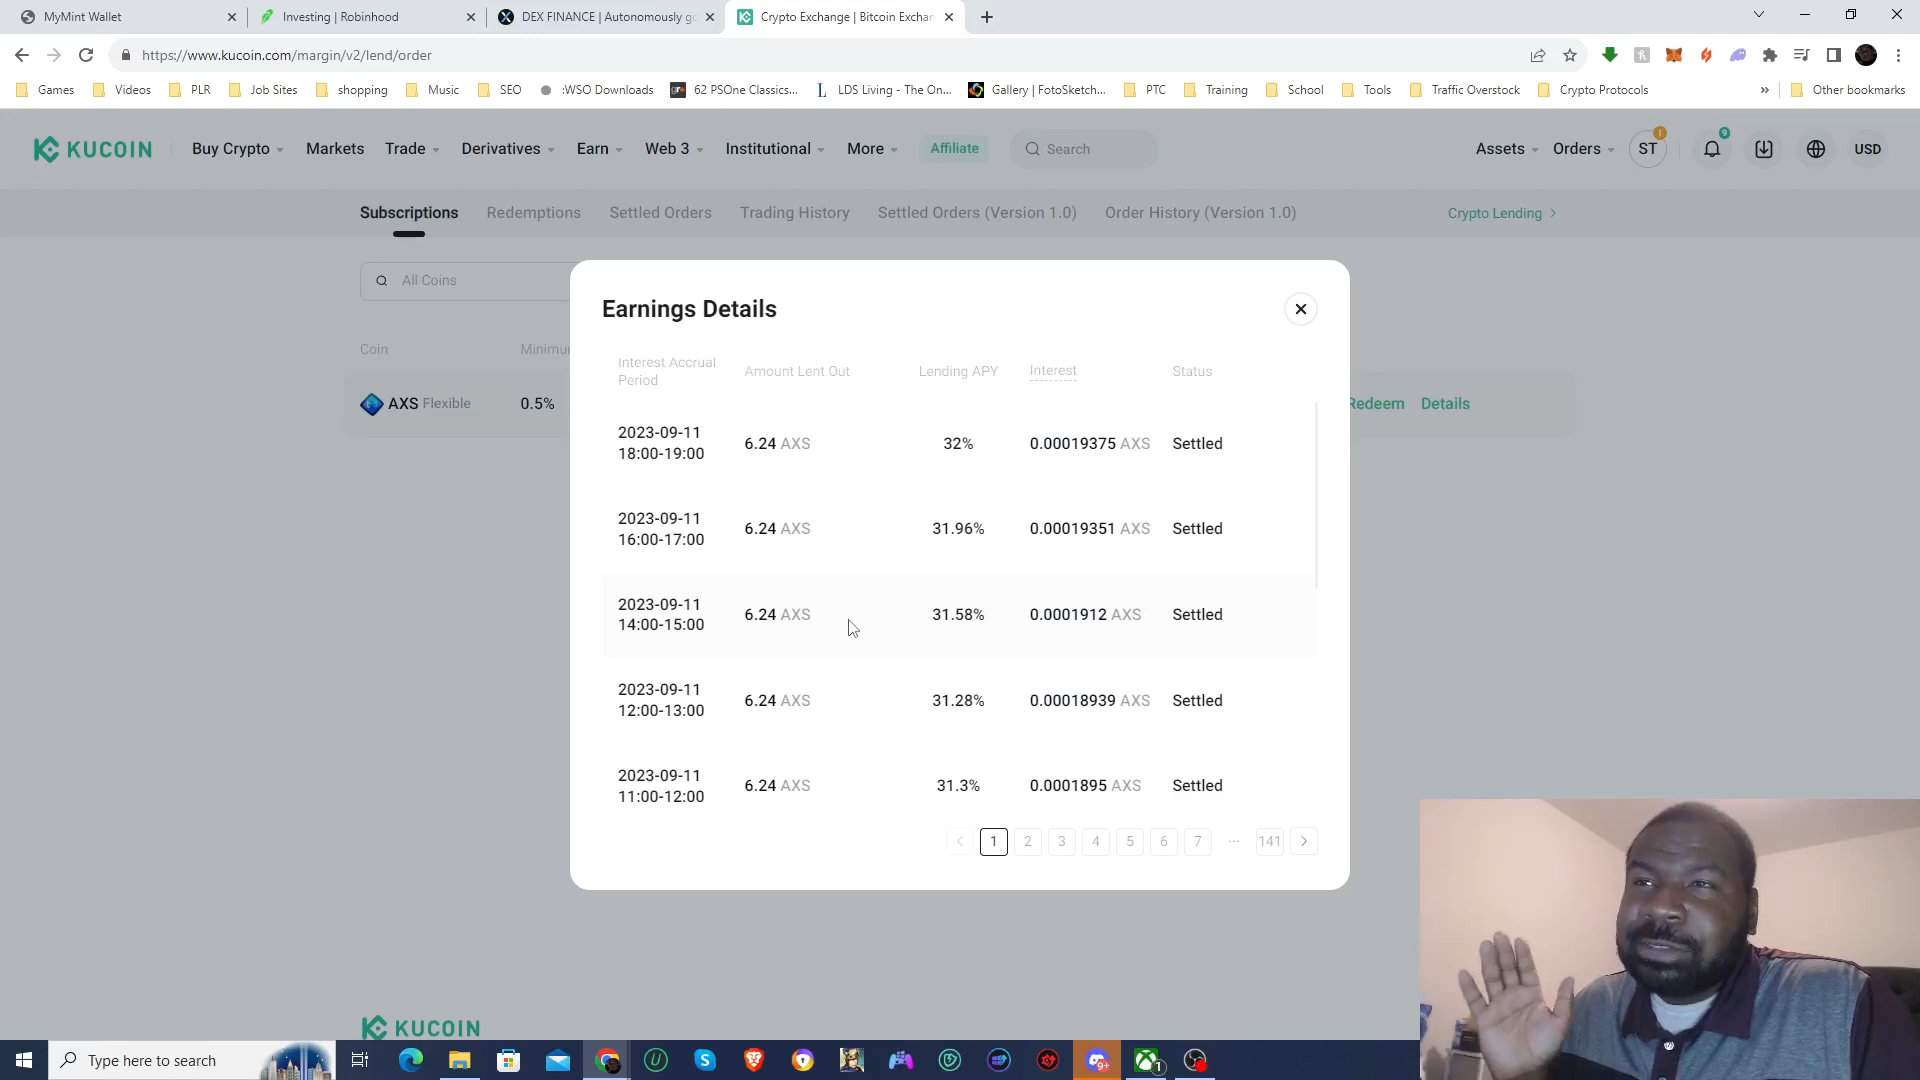 MyMint Wallet
Investing | Robinhood
DEX FINANCE | Autonomously go
Crypto Exchange | Bitcoin Exchan
https://www.kucoin.com/margin/v2/lend/order
Games
Videos
PLR
Job Sites
shopping
Music
SEO
:WSO Downloads
62 PSOne Classics...
LDS Living - The On...
Gallery | FotoSketch...
PTC
Training
School
Tools
Traffic Overstock
Crypto Protocols
»
Other bookmarks
KUCOIN
Buy Crypto
Markets
Trade
Derivatives
Earn
Web 3
Institutional
More
Affiliate
Search
Assets
Orders
ST
!
9
USD
Subscriptions
Redemptions
Settled Orders
Trading History
Settled Orders (Version 1.0)
Order History (Version 1.0)
Crypto Lending >
All Coins
Coin
Minimu
AXS Flexible
0.5%
Redeem
Details
Earnings Details
Interest Accrual
Period
Amount Lent Out
Lending APY
Interest
Status
2023-09-11
18:00-19:00
6.24 AXS
32%
0.00019375 AXS
Settled
2023-09-11
16:00-17:00
6.24 AXS
31.96%
0.00019351 AXS
Settled
2023-09-11
14:00-15:00
6.24 AXS
31.58%
0.0001912 AXS
Settled
2023-09-11
12:00-13:00
6.24 AXS
31.28%
0.00018939 AXS
Settled
2023-09-11
11:00-12:00
6.24 AXS
31.3%
0.0001895 AXS
Settled
< 1 2 3 4 5 6 7 ··· 141 >
KUCOIN
Type here to search
9+
1